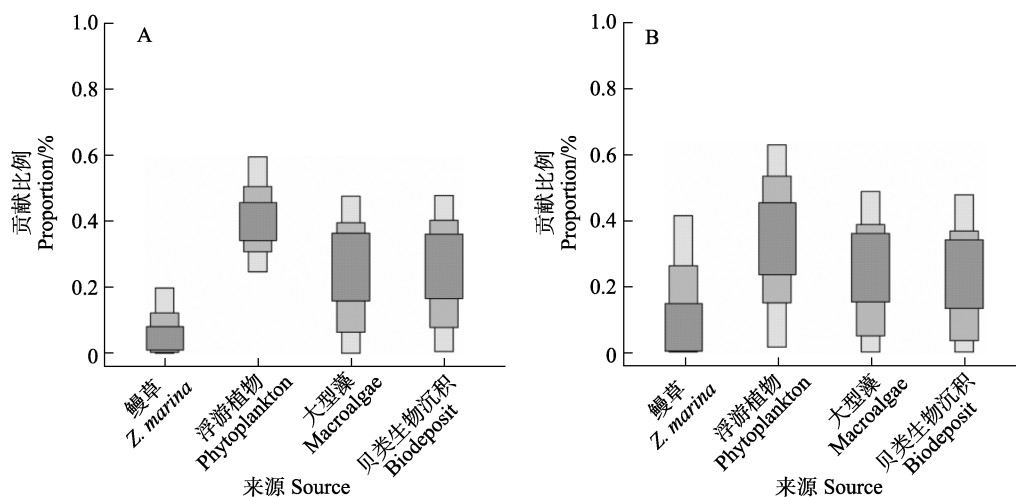 A
1.0
0.8
0.6
0.4
0.2
0
贡献比例
Proportion/%
鳗草
Z. marina
浮游植物
Phytoplankton
大型藻
Macroalgae
贝类生物沉积
Biodeposit
来源 Source
B
1.0
0.8
0.6
0.4
0.2
0
贡献比例
Proportion/%
鳗草
Z. marina
浮游植物
Phytoplankton
大型藻
Macroalgae
贝类生物沉积
Biodeposit
来源 Source